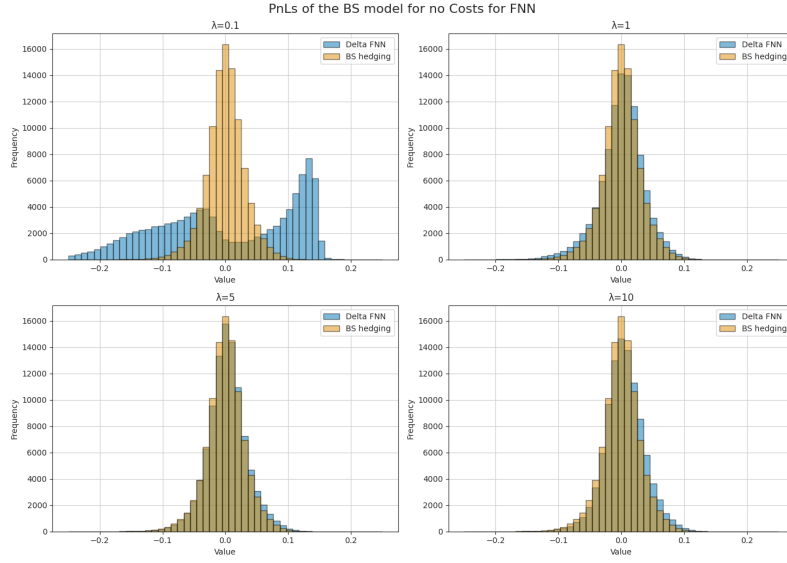 PnLs of the BS model for no Costs for FNN
λ=0.1
Delta FNN
BS hedging
16000
14000
12000
10000
8000
6000
4000
2000
0
Frequency
−0.2
−0.1
0.0
0.1
0.2
Value
λ=1
Delta FNN
BS hedging
16000
14000
12000
10000
8000
6000
4000
2000
0
Frequency
−0.2
−0.1
0.0
0.1
0.2
Value
λ=5
Delta FNN
BS hedging
16000
14000
12000
10000
8000
6000
4000
2000
0
Frequency
−0.2
−0.1
0.0
0.1
0.2
Value
λ=10
Delta FNN
BS hedging
16000
14000
12000
10000
8000
6000
4000
2000
0
Frequency
−0.2
−0.1
0.0
0.1
0.2
Value